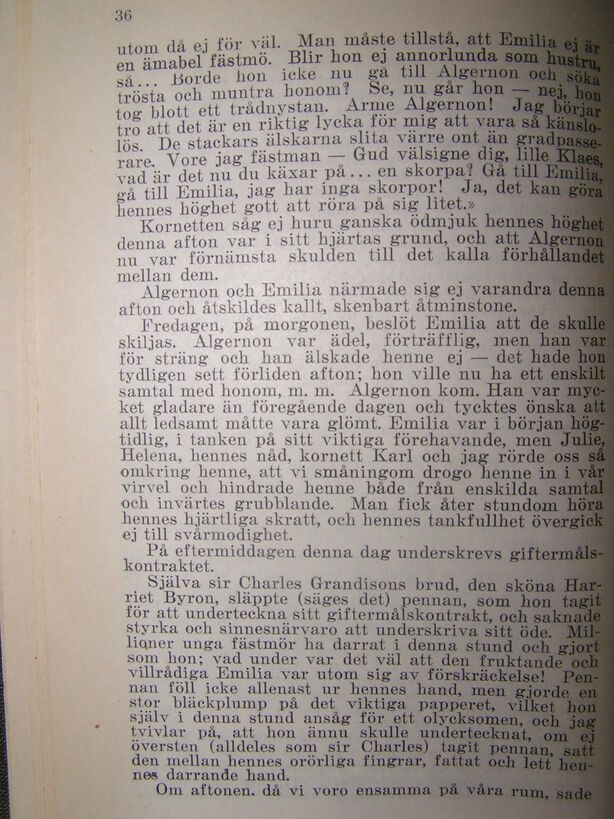 36
utom då ej för väl. Man måste tillstå, att Emilia ej är
en ämabel fästmö. Blir hon ej annorlunda som hustru,
så... Borde hon icke nu gå till Algernon och söka
trösta och muntra honom? Se, nu går hon — nej, hon
tog blott ett trådnystan. Arme Algernon! Jag börjar
tro att det är en riktig lycka för mig att vara så känslo-
lös. De stackars älskarna slita värre ont än gradpasse-
rare. Vore jag fästman — Gud välsigne dig, lille Klaes,
vad är det nu du käxar på... en skorpa? Gå till Emilia,
gå till Emilia, jag har inga skorpor! Ja, det kan göra
hennes höghet gott att röra på sig litet.»
Kornetten såg ej huru ganska ödmjuk hennes höghet
denna afton var i sitt hjärtas grund, och att Algernon
nu var förnämsta skulden till det kalla förhållandet
mellan dem.
Algernon och Emilia närmade sig ej varandra denna
afton och åtskildes kallt, skenbart åtminstone.
Fredagen, på morgonen, beslöt Emilia att de skulle
skiljas. Algernon var ädel, förträfflig, men han var
för sträng och han älskade henne ej — det hade hon
tydligen sett förliden afton; hon ville nu ha ett enskilt
samtal med honom, m. m. Algernon kom. Han var myc-
ket gladare än föregående dagen och tycktes önska att
allt ledsamt måtte vara glömt. Emilia var i början hög-
tidlig, i tanken på sitt viktiga förehavande, men Julie,
Helena, hennes nåd, kornett Karl och jag rörde oss så
omkring henne, att vi småningom drogo henne in i vår
virvel och hindrade henne både från enskilda samtal
och invärtes grubblande. Man fick åter stundom höra
hennes hjärtliga skratt, och hennes tankfullhet övergick
ej till svårmodighet.
På eftermiddagen denna dag underskrevs giftermåls-
kontraktet.
Själva sir Charles Grandisons brud, den sköna Har-
riet Byron, släppte (säges det) pennan, som hon tagit
för att underteckna sitt giftermålskontrakt, och saknade
styrka och sinnesnärvaro att underskriva sitt öde. Mil-
lioner unga fästmör ha darrat i denna stund och gjort
som hon; vad under var det väl att den fruktande och
villrådiga Emilia var utom sig av förskräckelse! Pen-
nan föll icke allenast ur hennes hand, men gjorde en
stor bläckplump på det viktiga papperet, vilket hon
själv i denna stund ansåg för ett olycksomen, och jag
tvivlar på, att hon ännu skulle undertecknat, om ej
översten (alldeles som sir Charles) tagit pennan, satt
den mellan hennes orörliga fingrar, fattat och lett hen-
nes darrande hand.
Om aftonen, då vi voro ensamma på våra rum, sade